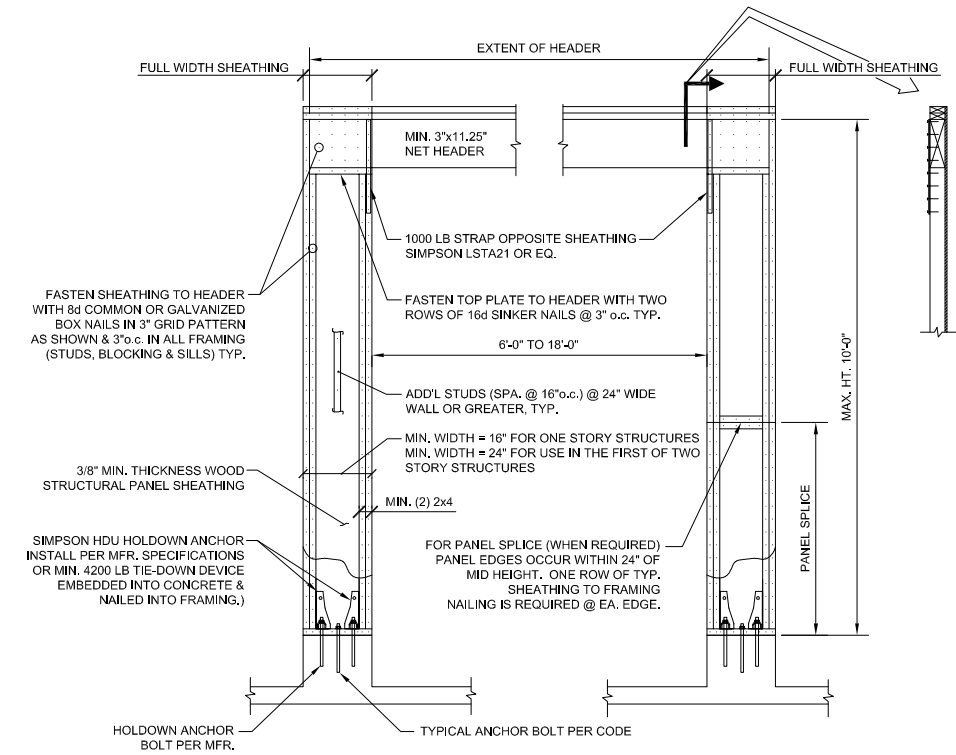 EXTENT OF HEADER
FULL WIDTH SHEATHING
FULL WIDTH SHEATHING
MIN. 3"x11.25"
NET HEADER
1000 LB STRAP OPPOSITE SHEATHING
SIMPSON LSTA21 OR EQ.
FASTEN SHEATHING TO HEADER
WITH 8d COMMON OR GALVANIZED
BOX NAILS IN 3" GRID PATTERN
AS SHOWN & 3"o.c. IN ALL FRAMING
(STUDS, BLOCKING & SILLS) TYP.
FASTEN TOP PLATE TO HEADER WITH TWO
ROWS OF 16d SINKER NAILS @ 3" o.c. TYP.
6'-0" TO 18'-0"
MAX. HT. 10'-0"
ADD'L STUDS (SPA. @ 16"o.c.) @ 24" WIDE
WALL OR GREATER, TYP.
MIN. WIDTH = 16" FOR ONE STORY STRUCTURES
MIN. WIDTH = 24" FOR USE IN THE FIRST OF TWO
STORY STRUCTURES
3/8" MIN. THICKNESS WOOD
STRUCTURAL PANEL SHEATHING
MIN. (2) 2x4
PANEL SPLICE
SIMPSON HDU HOLDOWN ANCHOR
INSTALL PER MFR. SPECIFICATIONS
OR MIN. 4200 LB TIE-DOWN DEVICE
EMBEDDED INTO CONCRETE &
NAILED INTO FRAMING.)
FOR PANEL SPLICE (WHEN REQUIRED)
PANEL EDGES OCCUR WITHIN 24" OF
MID HEIGHT. ONE ROW OF TYP.
SHEATHING TO FRAMING
NAILING IS REQUIRED @ EA. EDGE.
HOLDOWN ANCHOR
BOLT PER MFR.
TYPICAL ANCHOR BOLT PER CODE